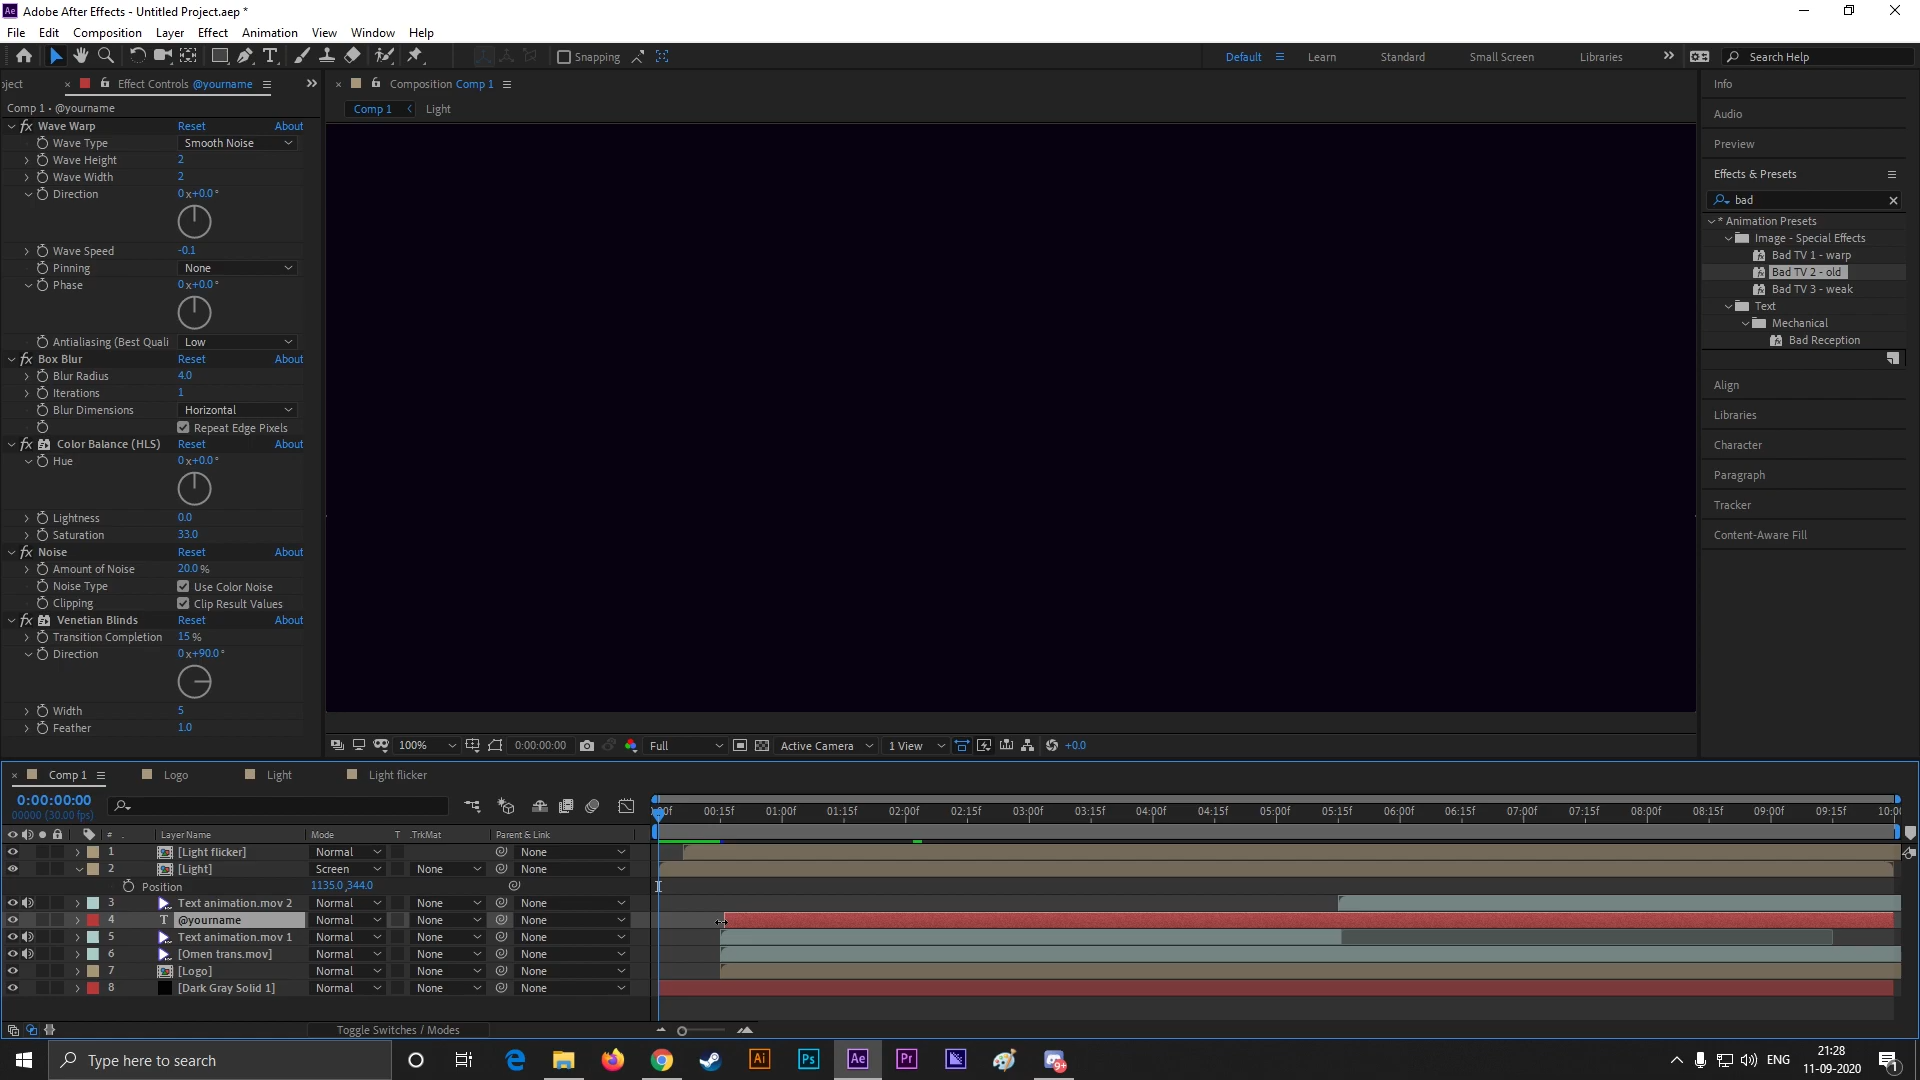 Adobe After Effects - Untitled Project.aep *
File Edit Composition Layer Effect Animation View Window Help
Snapping Default Learn Standard Small Screen Libraries Search Help
oject Effect Controls @yourname
Comp 1 • @yourname
fx Wave Warp Reset About
Wave Type Smooth Noise
Wave Height 2
Wave Width 2
Direction 0x+0.0°
Wave Speed -0.1
Pinning None
Phase 0x+0.0°
Antialiasing (Best Quali Low
fx Box Blur Reset About
Blur Radius 4.0
Iterations 1
Blur Dimensions Horizontal
Repeat Edge Pixels
fx Color Balance (HLS) Reset About
Hue 0x+0.0°
Lightness 0.0
Saturation 33.0
fx Noise Reset About
Amount of Noise 20.0 %
Noise Type Use Color Noise
Clipping Clip Result Values
fx Venetian Blinds Reset About
Transition Completion 15 %
Direction 0x+90.0°
Width 5
Feather 1.0
Composition Comp 1
Comp 1 Light
100% 0:00:00:00 Full Active Camera 1 View +0.0
Info
Audio
Preview
Effects & Presets
bad
* Animation Presets
Image - Special Effects
Bad TV 1 - warp
Bad TV 2 - old
Bad TV 3 - weak
Text
Mechanical
Bad Reception
Align
Libraries
Character
Paragraph
Tracker
Content-Aware Fill
Comp 1 Logo Light Light flicker
0:00:00:00
00000 (30.00 fps)
:00f 00:15f 01:00f 01:15f 02:00f 02:15f 03:00f 03:15f 04:00f 04:15f 05:00f 05:15f 06:00f 06:15f 07:00f 07:15f 08:00f 08:15f 09:00f 09:15f 10:00
# . Layer Name Mode T .TrkMat Parent & Link
1 [Light flicker] Normal None
2 [Light] Screen None None
Position 1135.0,344.0
3 Text animation.mov 2 Normal None None
4 T @yourname Normal None None
5 Text animation.mov 1 Normal None None
6 [Omen trans.mov] Normal None None
7 [Logo] Normal None None
8 [Dark Gray Solid 1] Normal None None
Toggle Switches / Modes
Type here to search
Ai Ps Ae Pr
9+
ENG
21:28
11-09-2020
1